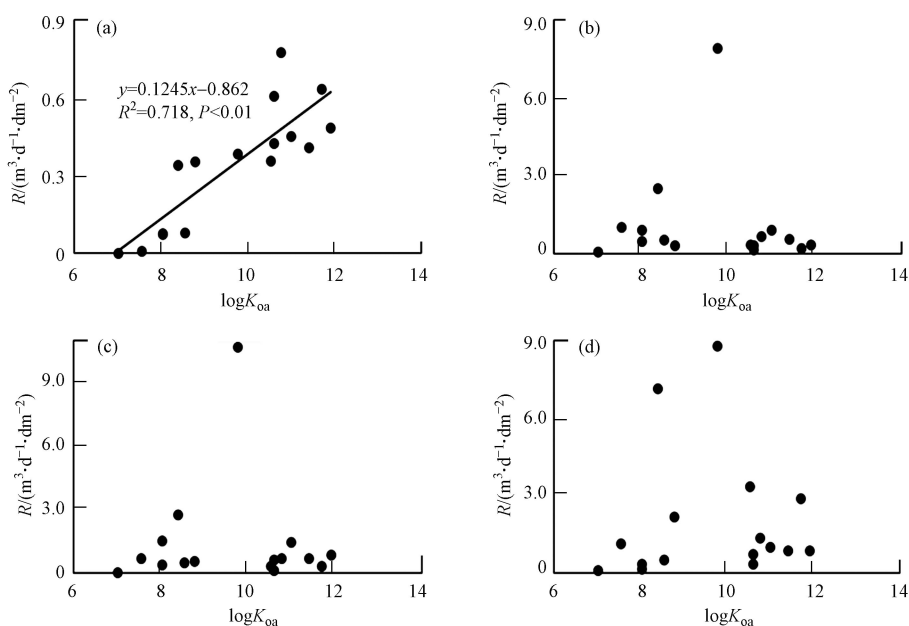 (a)
0.9
0.6
0.3
0
R/(m³·d⁻¹·dm⁻²)
y=0.1245x−0.862
R²=0.718, P<0.01
6 8 10 12 14
logKoa
(b)
9.0
6.0
3.0
0
R/(m³·d⁻¹·dm⁻²)
6 8 10 12 14
logKoa
(c)
9.0
6.0
3.0
0
R/(m³·d⁻¹·dm⁻²)
6 8 10 12 14
logKoa
(d)
9.0
6.0
3.0
0
R/(m³·d⁻¹·dm⁻²)
6 8 10 12 14
logKoa